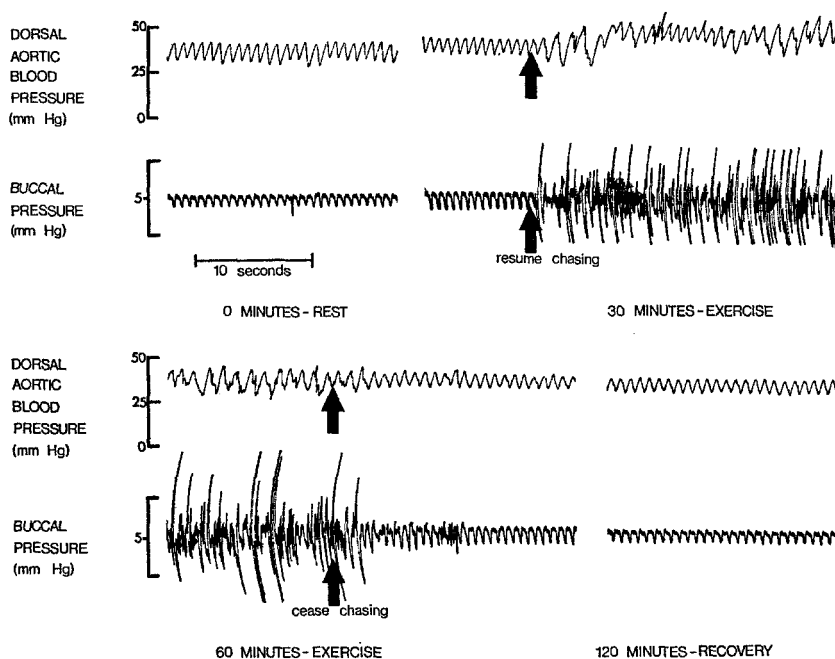 DORSAL
AORTIC
BLOOD
PRESSURE
(mm Hg)
50
25
0
BUCCAL
PRESSURE
(mm Hg)
5
10 seconds
resume chasing
0 MINUTES-REST
30 MINUTES-EXERCISE
DORSAL
AORTIC
BLOOD
PRESSURE
(mm Hg)
50
25
0
BUCCAL
PRESSURE
(mm Hg)
5
cease chasing
60 MINUTES-EXERCISE
120 MINUTES-RECOVERY